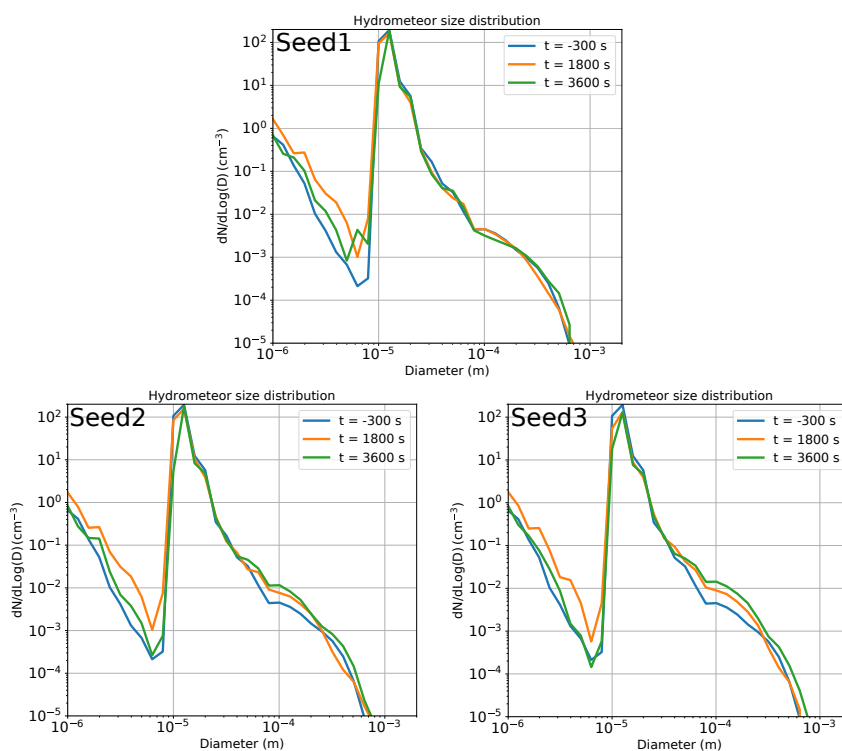 Hydrometeor size distribution
Seed1
t = -300 s
t = 1800 s
t = 3600 s
10²
10¹
10⁰
10⁻¹
10⁻²
10⁻³
10⁻⁴
10⁻⁵
dN/dLog(D) (cm⁻³)
10⁻⁶ 10⁻⁵ 10⁻⁴ 10⁻³
Diameter (m)
Hydrometeor size distribution
Seed2
t = -300 s
t = 1800 s
t = 3600 s
10²
10¹
10⁰
10⁻¹
10⁻²
10⁻³
10⁻⁴
10⁻⁵
dN/dLog(D) (cm⁻³)
10⁻⁶ 10⁻⁵ 10⁻⁴ 10⁻³
Diameter (m)
Hydrometeor size distribution
Seed3
t = -300 s
t = 1800 s
t = 3600 s
10²
10¹
10⁰
10⁻¹
10⁻²
10⁻³
10⁻⁴
10⁻⁵
dN/dLog(D) (cm⁻³)
10⁻⁶ 10⁻⁵ 10⁻⁴ 10⁻³
Diameter (m)